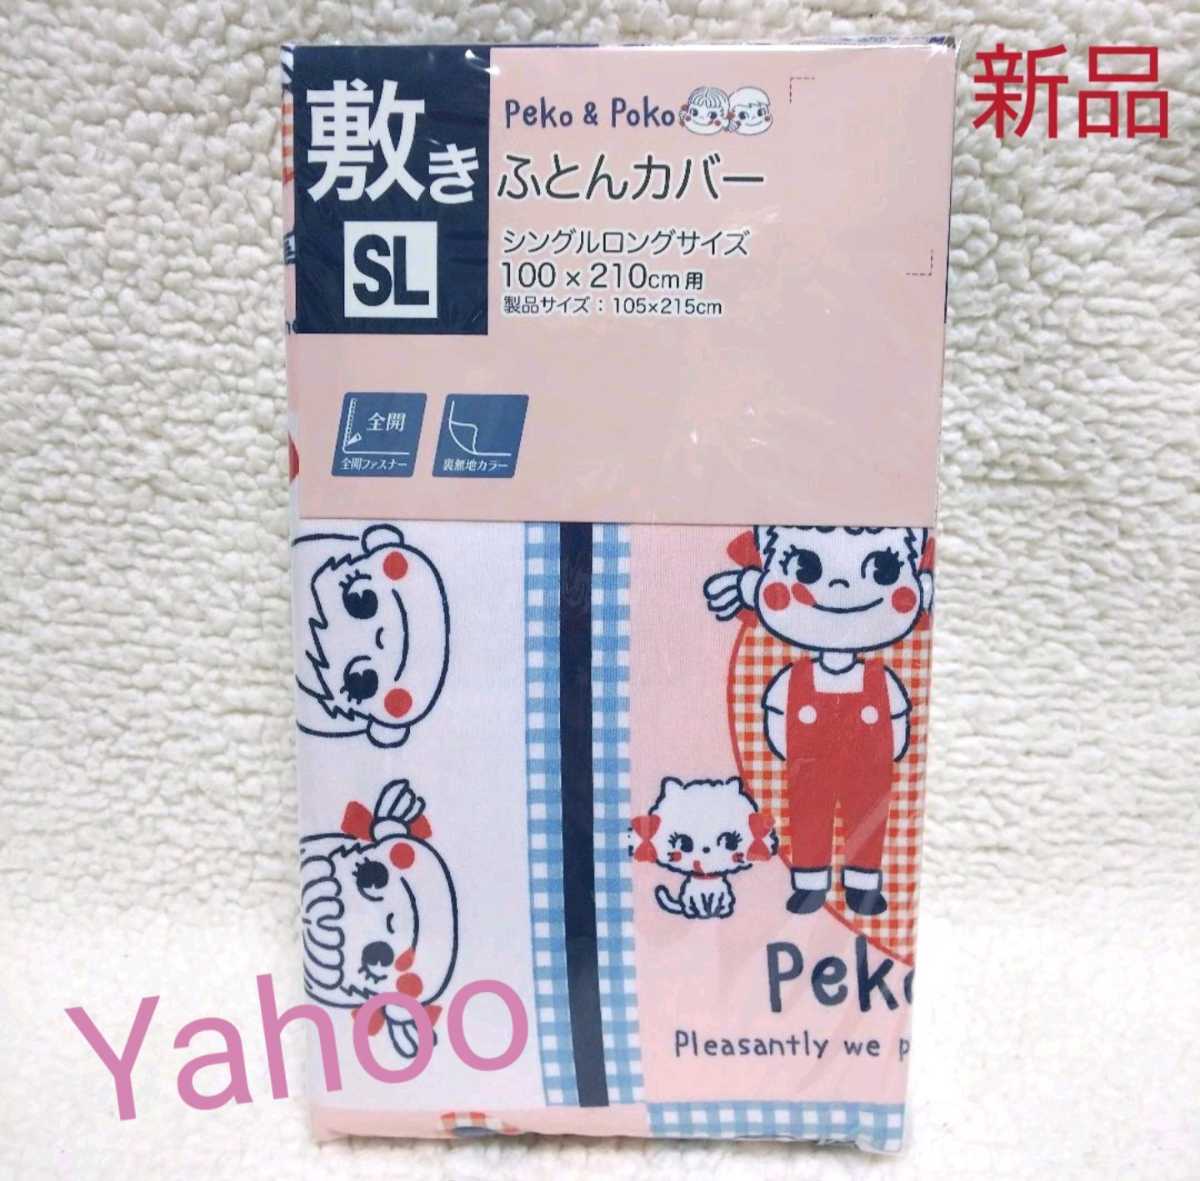 新品
敷き
SL
Peko & Poko
ふとんカバー
シングルロングサイズ
100 × 210cm用
製品サイズ：105×215cm
全開
全開ファスナー
裏無地カラー
Pek
Pleasantly we p
Yahoo